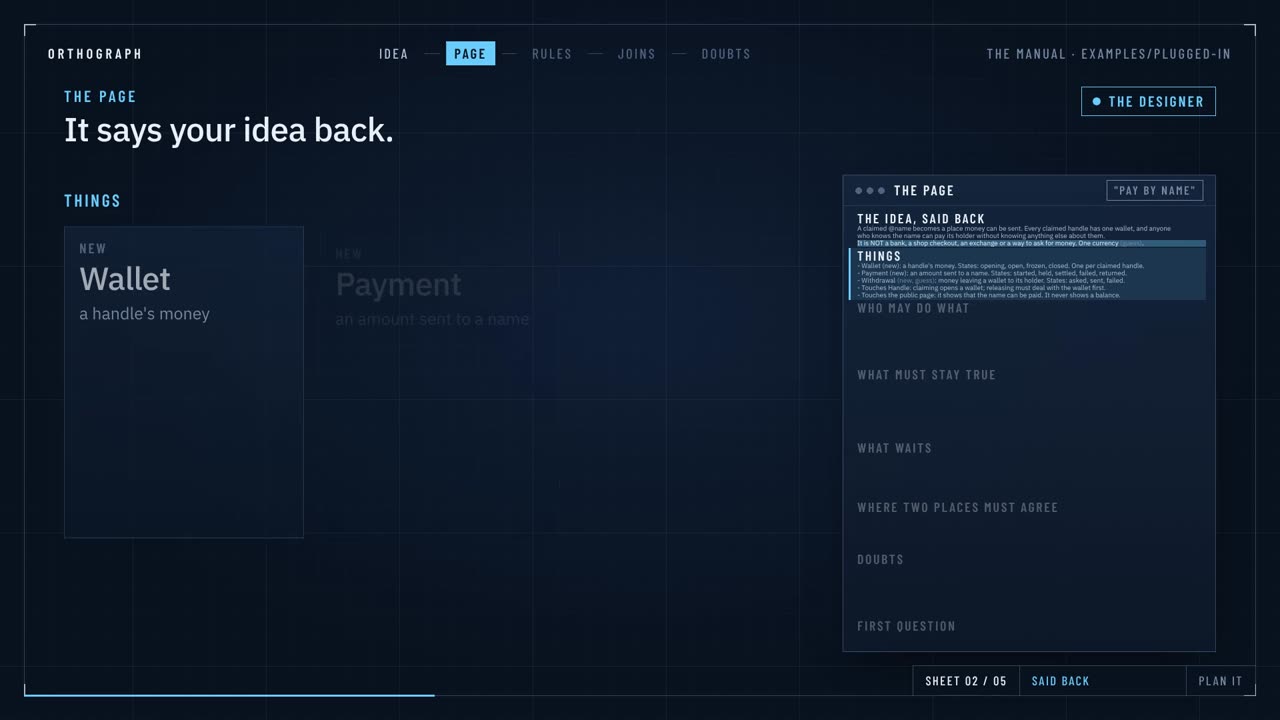 ORTHOGRAPH
IDEA
PAGE
RULES
JOINS
DOUBTS
THE MANUAL · EXAMPLES/PLUGGED-IN
THE PAGE
It says your idea back.
THE DESIGNER
THINGS
NEW
Wallet
a handle's money
NEW
Payment
an amount sent to a name
THE PAGE
"PAY BY NAME"
THE IDEA, SAID BACK
A claimed @name becomes a place money can be sent. Every claimed handle has one wallet, and anyone
who knows the name can pay its holder without knowing anything else about them.
It is NOT a bank, a shop checkout, an exchange or a way to ask for money. One currency (guess).
THINGS
- Wallet (new): a handle's money. States: opening, open, frozen, closed. One per claimed handle.
- Payment (new): an amount sent to a name. States: started, held, settled, failed, returned.
- Withdrawal (new, guess): money leaving a wallet to its holder. States: asked, sent, failed.
- Touches Handle: claiming opens a wallet; releasing must deal with the wallet first.
- Touches the public page: it shows that the name can be paid. It never shows a balance.
WHO MAY DO WHAT
WHAT MUST STAY TRUE
WHAT WAITS
WHERE TWO PLACES MUST AGREE
DOUBTS
FIRST QUESTION
SHEET 02 / 05
SAID BACK
PLAN IT